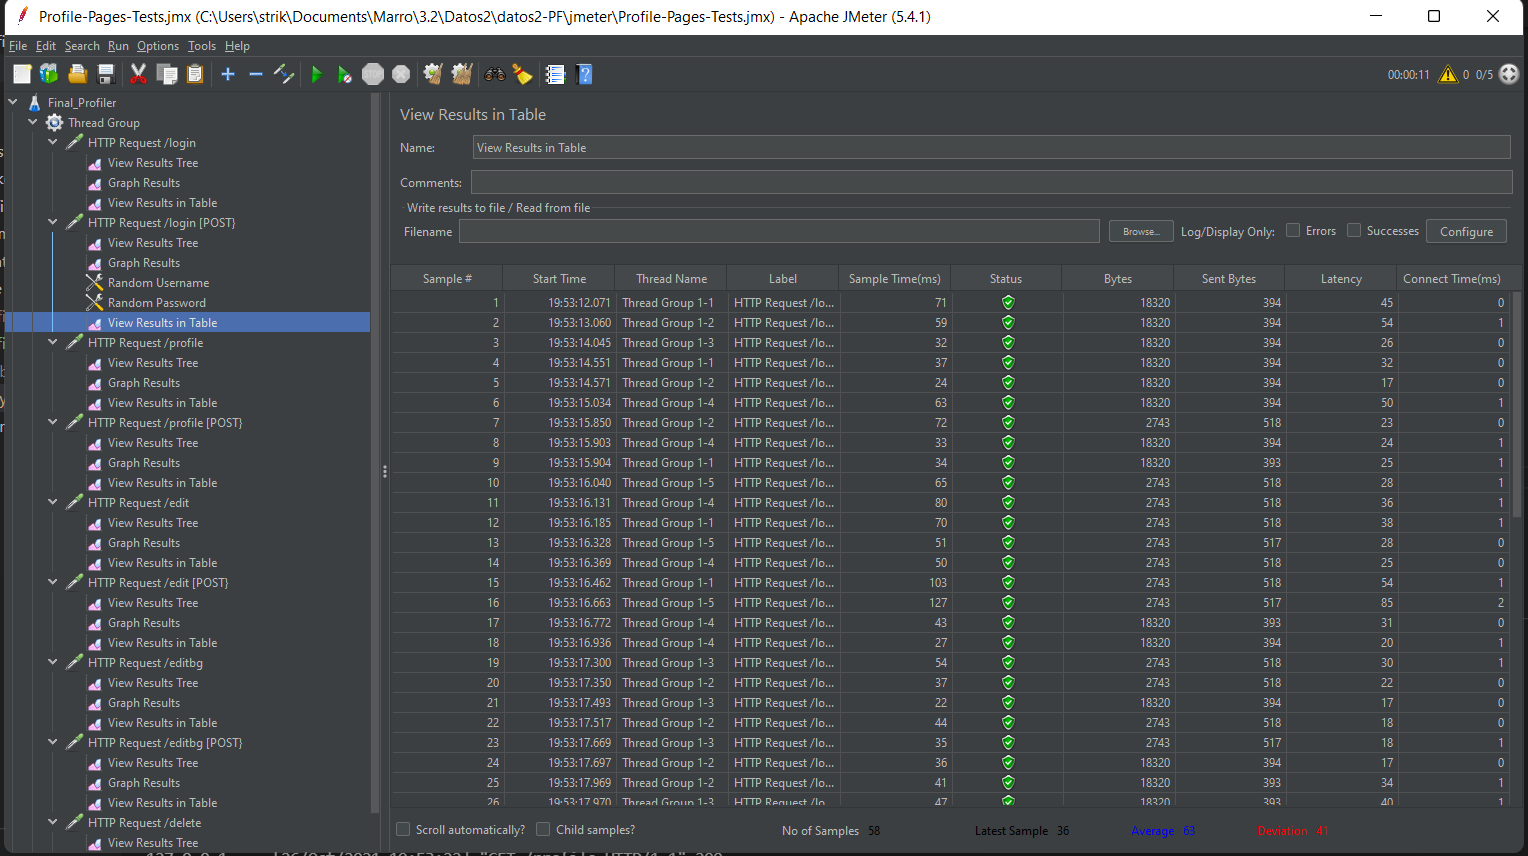 Profile-Pages-Tests.jmx (C:\Users\strik\Documents\Marro\3.2\Datos2\datos2-PF\jmeter\Profile-Pages-Tests.jmx) - Apache JMeter (5.4.1)
File Edit Search Run Options Tools Help
00:00:11 0 0/5
Final_Profiler
Thread Group
HTTP Request /login
View Results Tree
Graph Results
View Results in Table
HTTP Request /login [POST}
View Results Tree
Graph Results
Random Username
Random Password
View Results in Table
HTTP Request /profile
View Results Tree
Graph Results
View Results in Table
HTTP Request /profile [POST}
View Results Tree
Graph Results
View Results in Table
HTTP Request /edit
View Results Tree
Graph Results
View Results in Table
HTTP Request /edit [POST}
View Results Tree
Graph Results
View Results in Table
HTTP Request /editbg
View Results Tree
Graph Results
View Results in Table
HTTP Request /editbg [POST}
View Results Tree
Graph Results
View Results in Table
HTTP Request /delete
View Results Tree
View Results in Table
Name: View Results in Table
Comments:
Write results to file / Read from file
Filename Browse... Log/Display Only: Errors Successes Configure
Sample # Start Time Thread Name Label Sample Time(ms) Status Bytes Sent Bytes Latency Connect Time(ms)
1 19:53:12.071 Thread Group 1-1 HTTP Request /lo... 71 18320 394 45 0
2 19:53:13.060 Thread Group 1-2 HTTP Request /lo... 59 18320 394 54 1
3 19:53:14.045 Thread Group 1-3 HTTP Request /lo... 32 18320 394 26 0
4 19:53:14.551 Thread Group 1-1 HTTP Request /lo... 37 18320 394 32 0
5 19:53:14.571 Thread Group 1-2 HTTP Request /lo... 24 18320 394 17 0
6 19:53:15.034 Thread Group 1-4 HTTP Request /lo... 63 18320 394 50 1
7 19:53:15.850 Thread Group 1-2 HTTP Request /lo... 72 2743 518 23 0
8 19:53:15.903 Thread Group 1-4 HTTP Request /lo... 33 18320 394 24 1
9 19:53:15.904 Thread Group 1-1 HTTP Request /lo... 34 18320 393 25 1
10 19:53:16.040 Thread Group 1-5 HTTP Request /lo... 65 2743 518 28 1
11 19:53:16.131 Thread Group 1-4 HTTP Request /lo... 80 2743 518 36 1
12 19:53:16.185 Thread Group 1-1 HTTP Request /lo... 70 2743 518 38 1
13 19:53:16.328 Thread Group 1-5 HTTP Request /lo... 51 2743 517 28 0
14 19:53:16.369 Thread Group 1-4 HTTP Request /lo... 50 2743 518 25 0
15 19:53:16.462 Thread Group 1-1 HTTP Request /lo... 103 2743 518 54 1
16 19:53:16.663 Thread Group 1-5 HTTP Request /lo... 127 2743 517 85 2
17 19:53:16.772 Thread Group 1-4 HTTP Request /lo... 43 18320 393 31 0
18 19:53:16.936 Thread Group 1-4 HTTP Request /lo... 27 18320 394 20 1
19 19:53:17.300 Thread Group 1-3 HTTP Request /lo... 54 2743 518 30 1
20 19:53:17.350 Thread Group 1-2 HTTP Request /lo... 37 2743 518 22 0
21 19:53:17.493 Thread Group 1-3 HTTP Request /lo... 22 18320 394 17 0
22 19:53:17.517 Thread Group 1-2 HTTP Request /lo... 44 2743 518 18 0
23 19:53:17.669 Thread Group 1-3 HTTP Request /lo... 35 2743 517 18 1
24 19:53:17.697 Thread Group 1-2 HTTP Request /lo... 36 18320 394 17 0
25 19:53:17.969 Thread Group 1-2 HTTP Request /lo... 41 18320 393 34 1
26 19:53:17.970 Thread Group 1-3 HTTP Request /lo... 47 18320 393 40 1
Scroll automatically? Child samples? No of Samples 58 Latest Sample 36 Average 63 Deviation 41